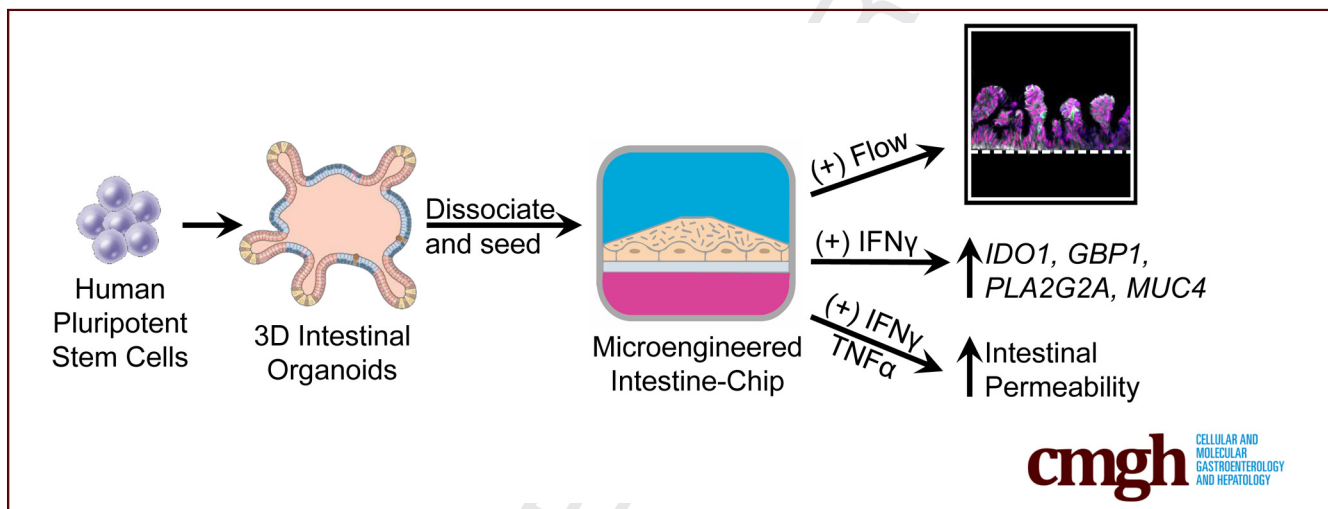 Human
Pluripotent
Stem Cells
3D Intestinal
Organoids
Dissociate
and seed
Microengineered
Intestine-Chip
(+) Flow
(+) IFNγ
IDO1, GBP1,
PLA2G2A, MUC4
(+) IFNγ
TNFα
Intestinal
Permeability
cmgh
CELLULAR AND
MOLECULAR
GASTROENTEROLOGY
AND HEPATOLOGY